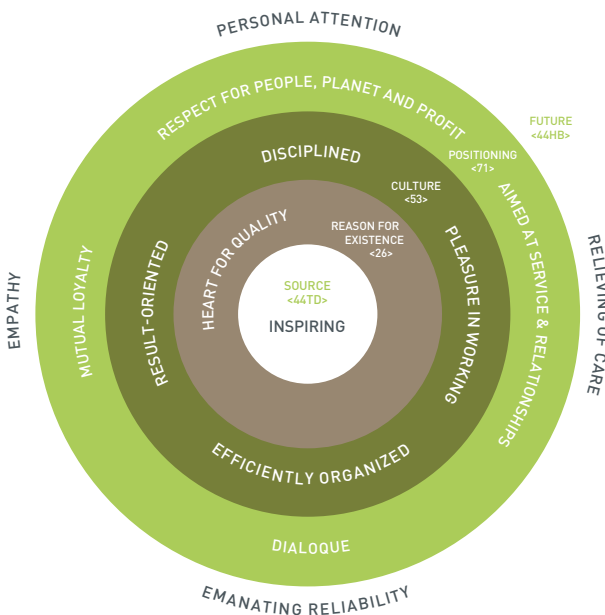 PERSONAL ATTENTION
RESPECT FOR PEOPLE, PLANET AND PROFIT
FUTURE
<44HB>
DISCIPLINED
POSITIONING
<71>
CULTURE
<53>
AIMED AT SERVICE & RELATIONSHIPS
HEART FOR QUALITY
REASON FOR
EXISTENCE
<26>
PLEASURE IN WORKING
RELIEVING OF CARE
EMPATHY
MUTUAL LOYALTY
RESULT-ORIENTED
SOURCE
<44TD>
INSPIRING
EFFICIENTLY ORGANIZED
DIALOQUE
EMANATING RELIABILITY